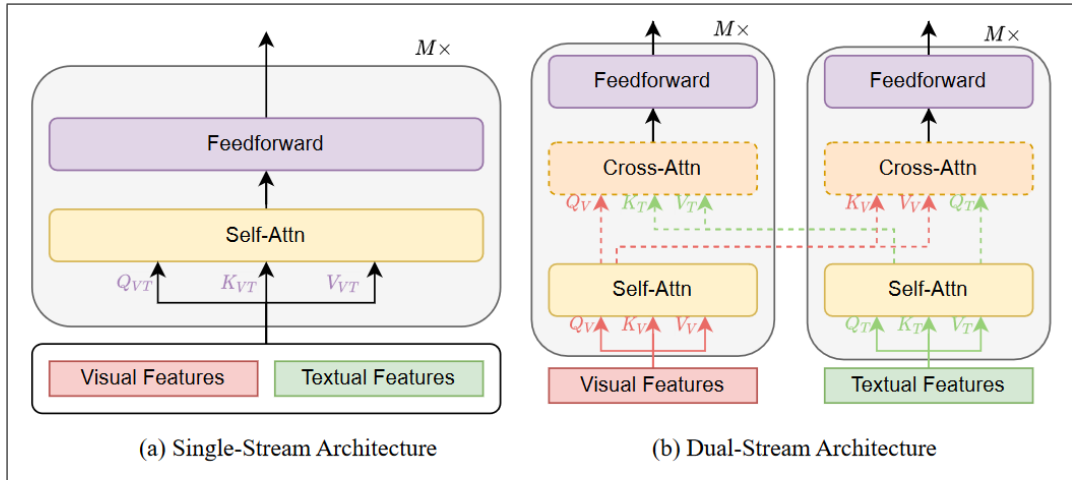 M×
Feedforward
Self-Attn
Q_VT K_VT V_VT
Visual Features Textual Features
(a) Single-Stream Architecture
M× M×
Feedforward Feedforward
Cross-Attn Cross-Attn
Q_V K_T V_T K_V V_V Q_T
Self-Attn Self-Attn
Q_V K_V V_V Q_T K_T V_T
Visual Features Textual Features
(b) Dual-Stream Architecture